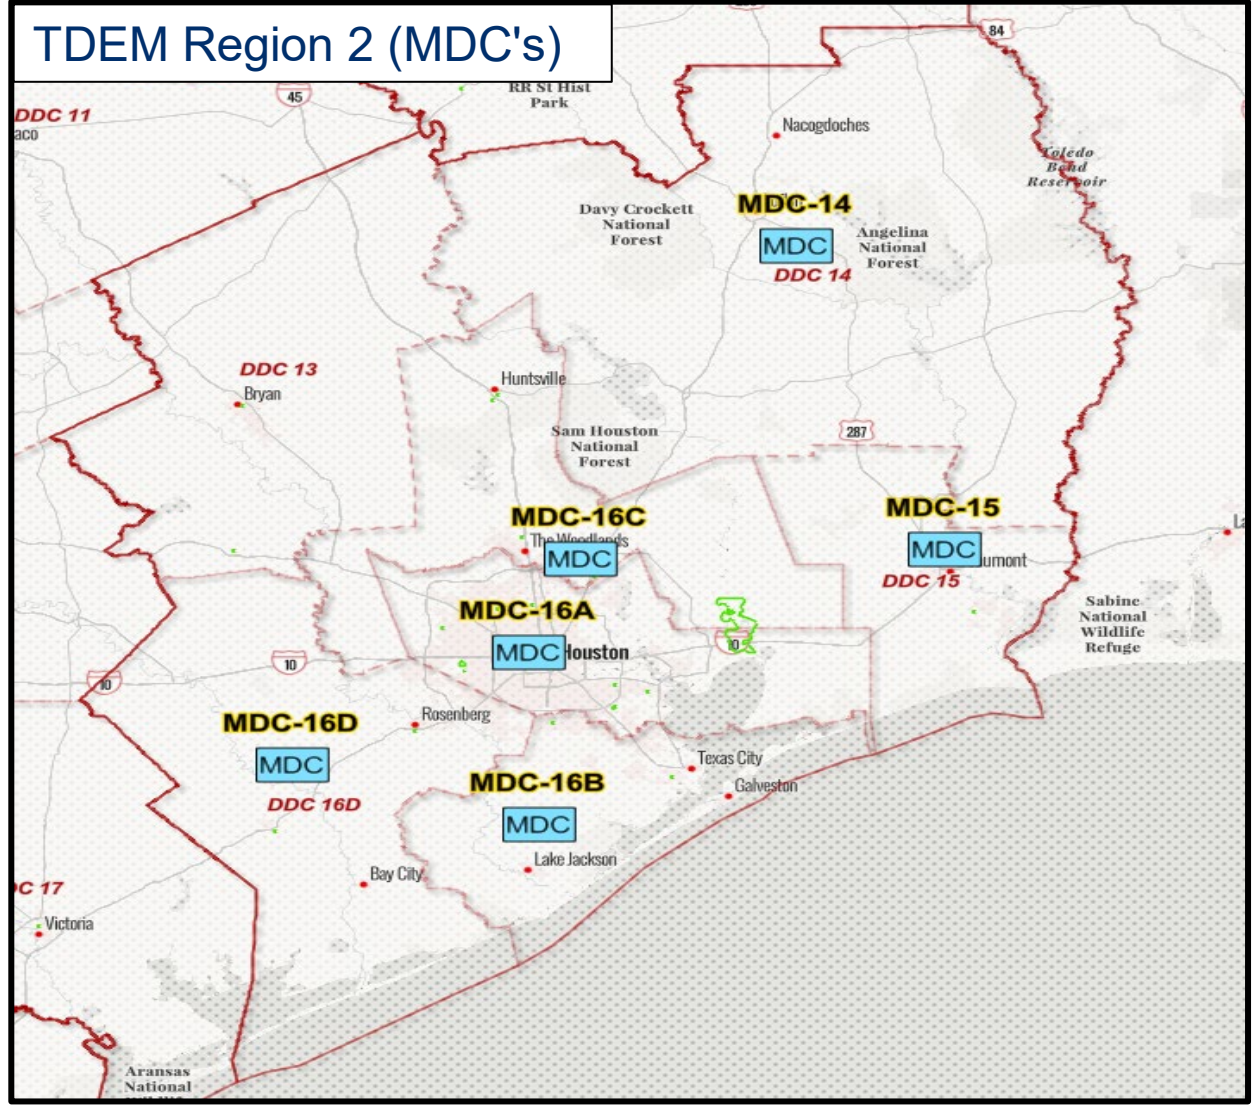 TDEM Region 2 (MDC's)
84
RR St Hist
Park
45
DDC 11
aco
Nacogdoches
Toledo
Bend
Reservoir
MDC-14
Davy Crockett
National
Forest
MDC
Angelina
National
Forest
DDC 14
DDC 13
Bryan
Huntsville
Sam Houston
National
Forest
287
MDC-16C
The Woodlands
MDC
MDC-15
MDC
umont
DDC 15
La
MDC-16A
MDC
Houston
10
Sabine
National
Wildlife
Refuge
10
10
MDC-16D
Rosenberg
MDC
DDC 16D
MDC-16B
MDC
Texas City
Galveston
Lake Jackson
Bay City
C 17
Victoria
Aransas
National